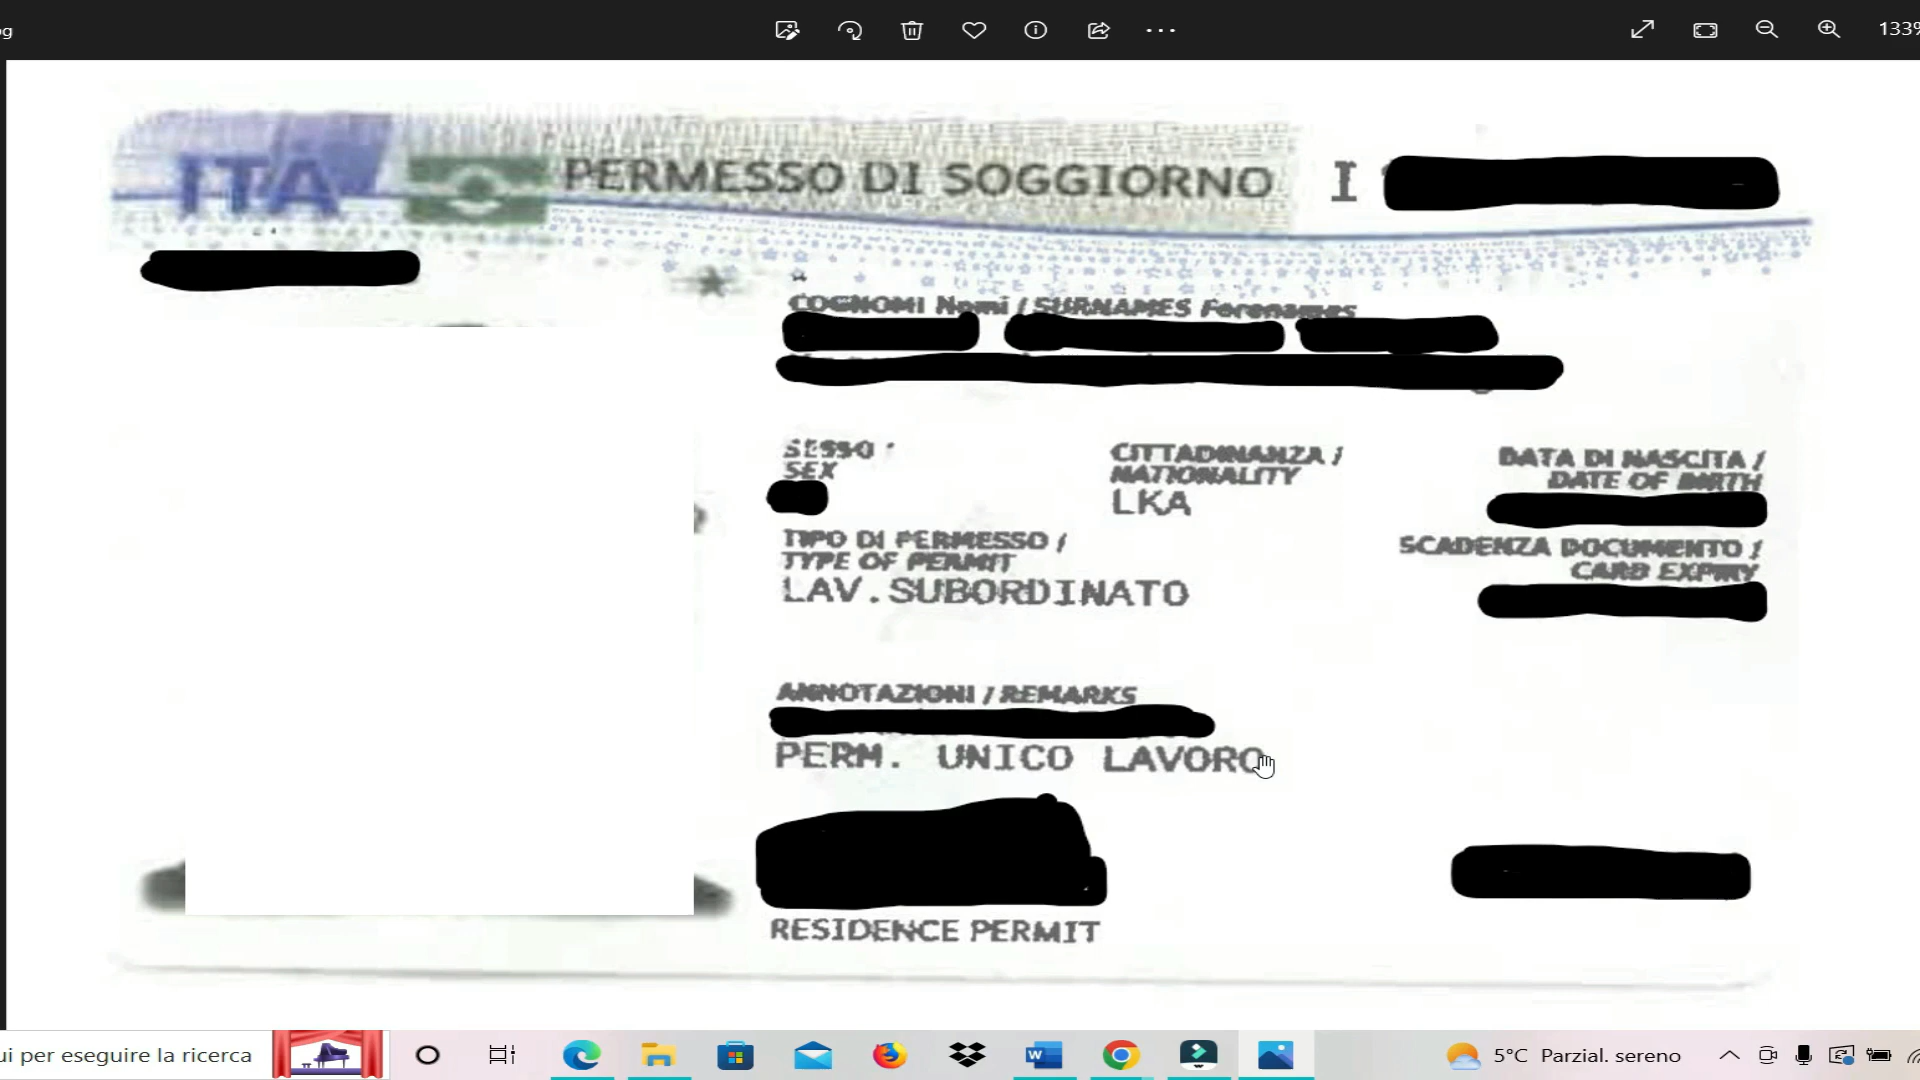 og
133%
ITA PERMESSO DI SOGGIORNO I
COGNOMI Nomi / SURNAMES Forenames
SESSO / CITTADINANZA / DATA DI NASCITA /
SEX NATIONALITY DATE OF BIRTH
LKA
TIPO DI PERMESSO / SCADENZA DOCUMENTO /
TYPE OF PERMIT CARD EXPIRY
LAV.SUBORDINATO
ANNOTAZIONI / REMARKS
PERM. UNICO LAVORO
RESIDENCE PERMIT
ui per eseguire la ricerca 5°C Parzial. sereno